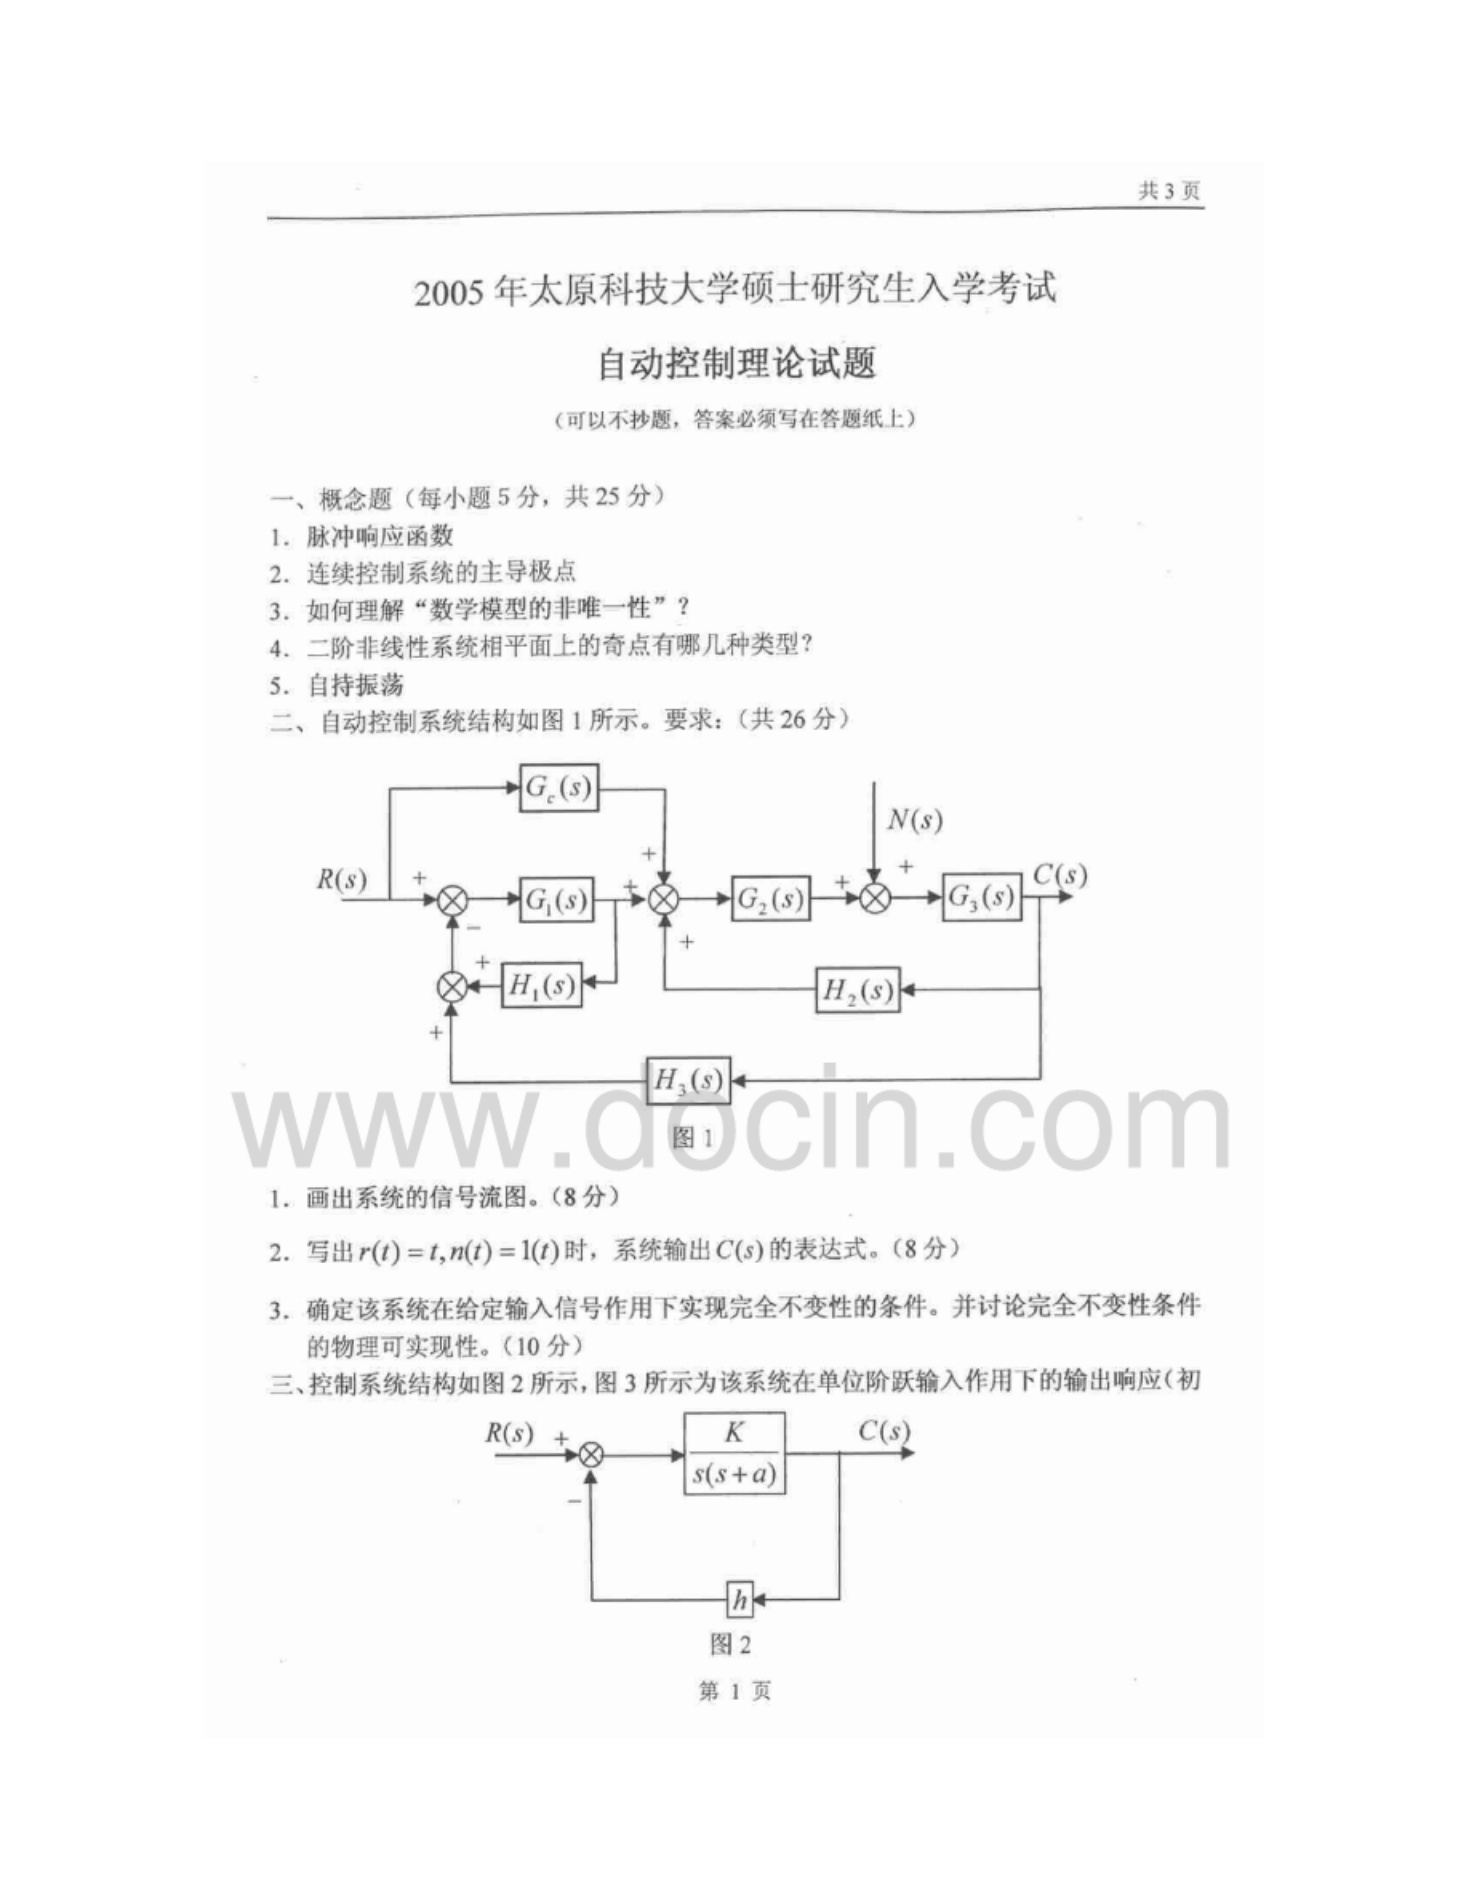 共 3 页
2005 年太原科技大学硕士研究生入学考试
自动控制理论试题
（可以不抄题，答案必须写在答题纸上）
一、概念题（每小题 5 分，共 25 分）
1．脉冲响应函数
2．连续控制系统的主导极点
3．如何理解“数学模型的非唯一性”？
4．二阶非线性系统相平面上的奇点有哪几种类型？
5．自持振荡
二、自动控制系统结构如图 1 所示。要求：（共 26 分）
G_c(s)
N(s)
R(s) + + + + C(s)
G_1(s) + G_2(s) G_3(s)
− +
+ H_1(s) H_2(s)
+
H_3(s)
www.docin.com
图 1
1．画出系统的信号流图。（8 分）
2．写出 r(t) = t, n(t) = 1(t) 时，系统输出 C(s) 的表达式。（8 分）
3．确定该系统在给定输入信号作用下实现完全不变性的条件。并讨论完全不变性条件
的物理可实现性。（10 分）
三、控制系统结构如图 2 所示，图 3 所示为该系统在单位阶跃输入作用下的输出响应（初
R(s) + K C(s)
s(s + a)
−
h
图 2
第 1 页